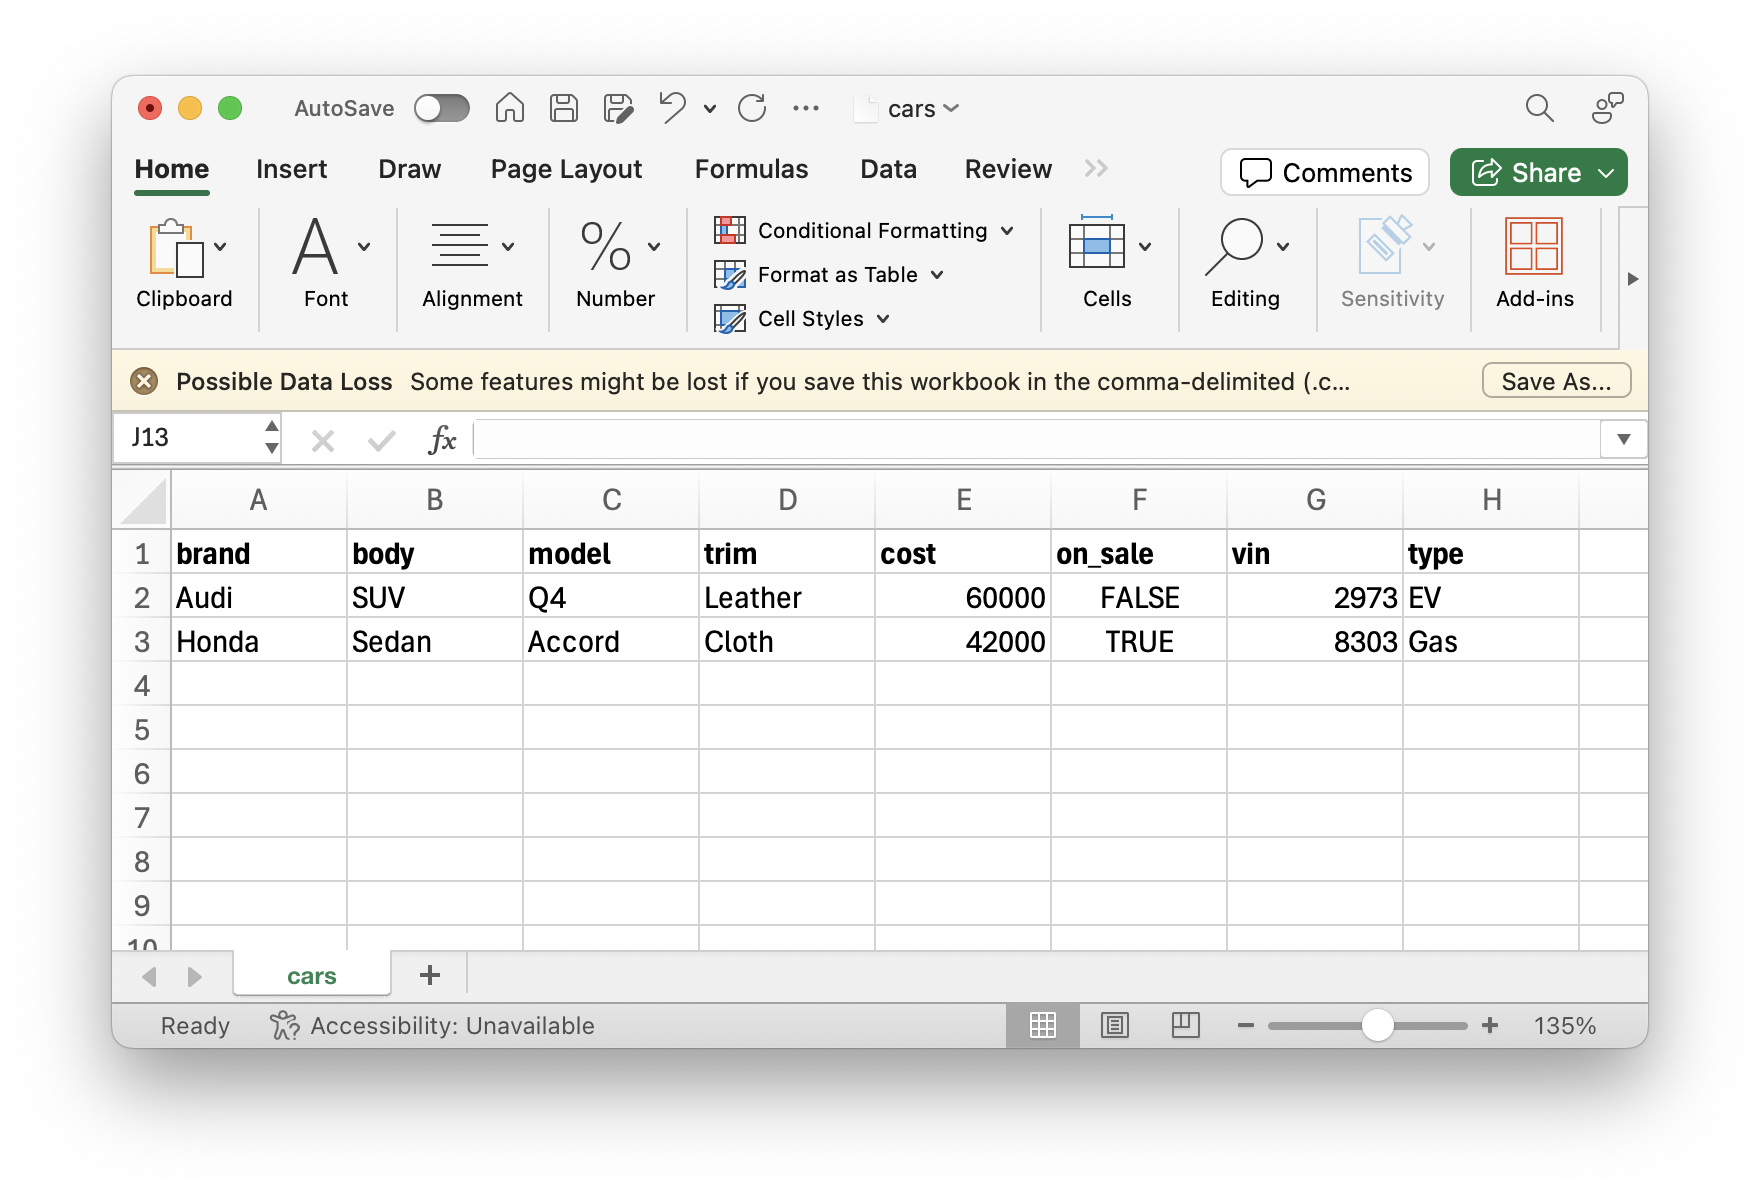 AutoSave cars
Home Insert Draw Page Layout Formulas Data Review >> Comments Share
Clipboard Font Alignment % Number Conditional Formatting Format as Table Cell Styles Cells Editing Sensitivity Add-ins
Possible Data Loss Some features might be lost if you save this workbook in the comma-delimited (.c... Save As...
J13 fx
A B C D E F G H
1 brand body model trim cost on_sale vin type
2 Audi SUV Q4 Leather 60000 FALSE 2973 EV
3 Honda Sedan Accord Cloth 42000 TRUE 8303 Gas
4
5
6
7
8
9
10
cars +
Ready Accessibility: Unavailable 135%